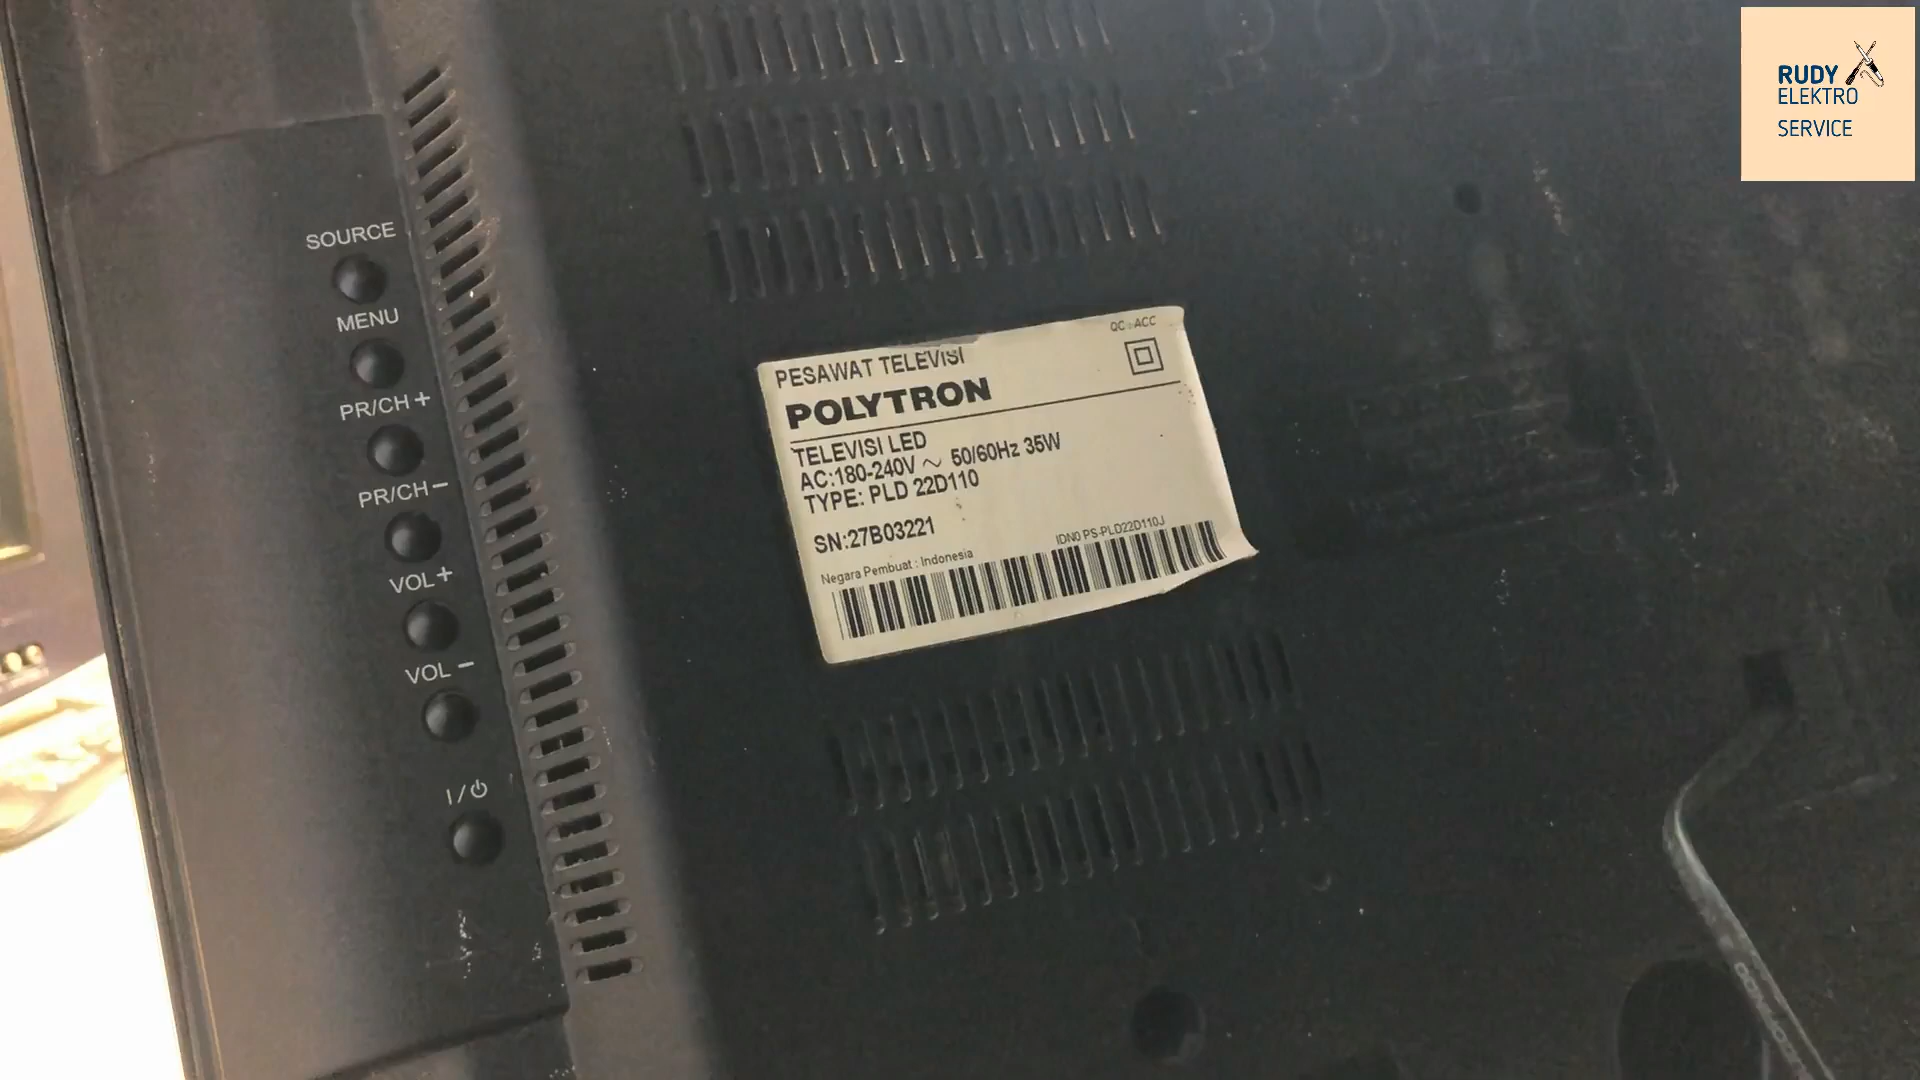 RUDY
ELEKTRO
SERVICE
SOURCE
MENU
PR/CH +
PR/CH −
VOL +
VOL −
I/⏻
QC : ACC
PESAWAT TELEVISI
POLYTRON
TELEVISI LED
AC:180-240V ~ 50/60Hz 35W
TYPE: PLD 22D110
SN:27B03221
Negara Pembuat : Indonesia
IDN0 PS-PLD22D110J